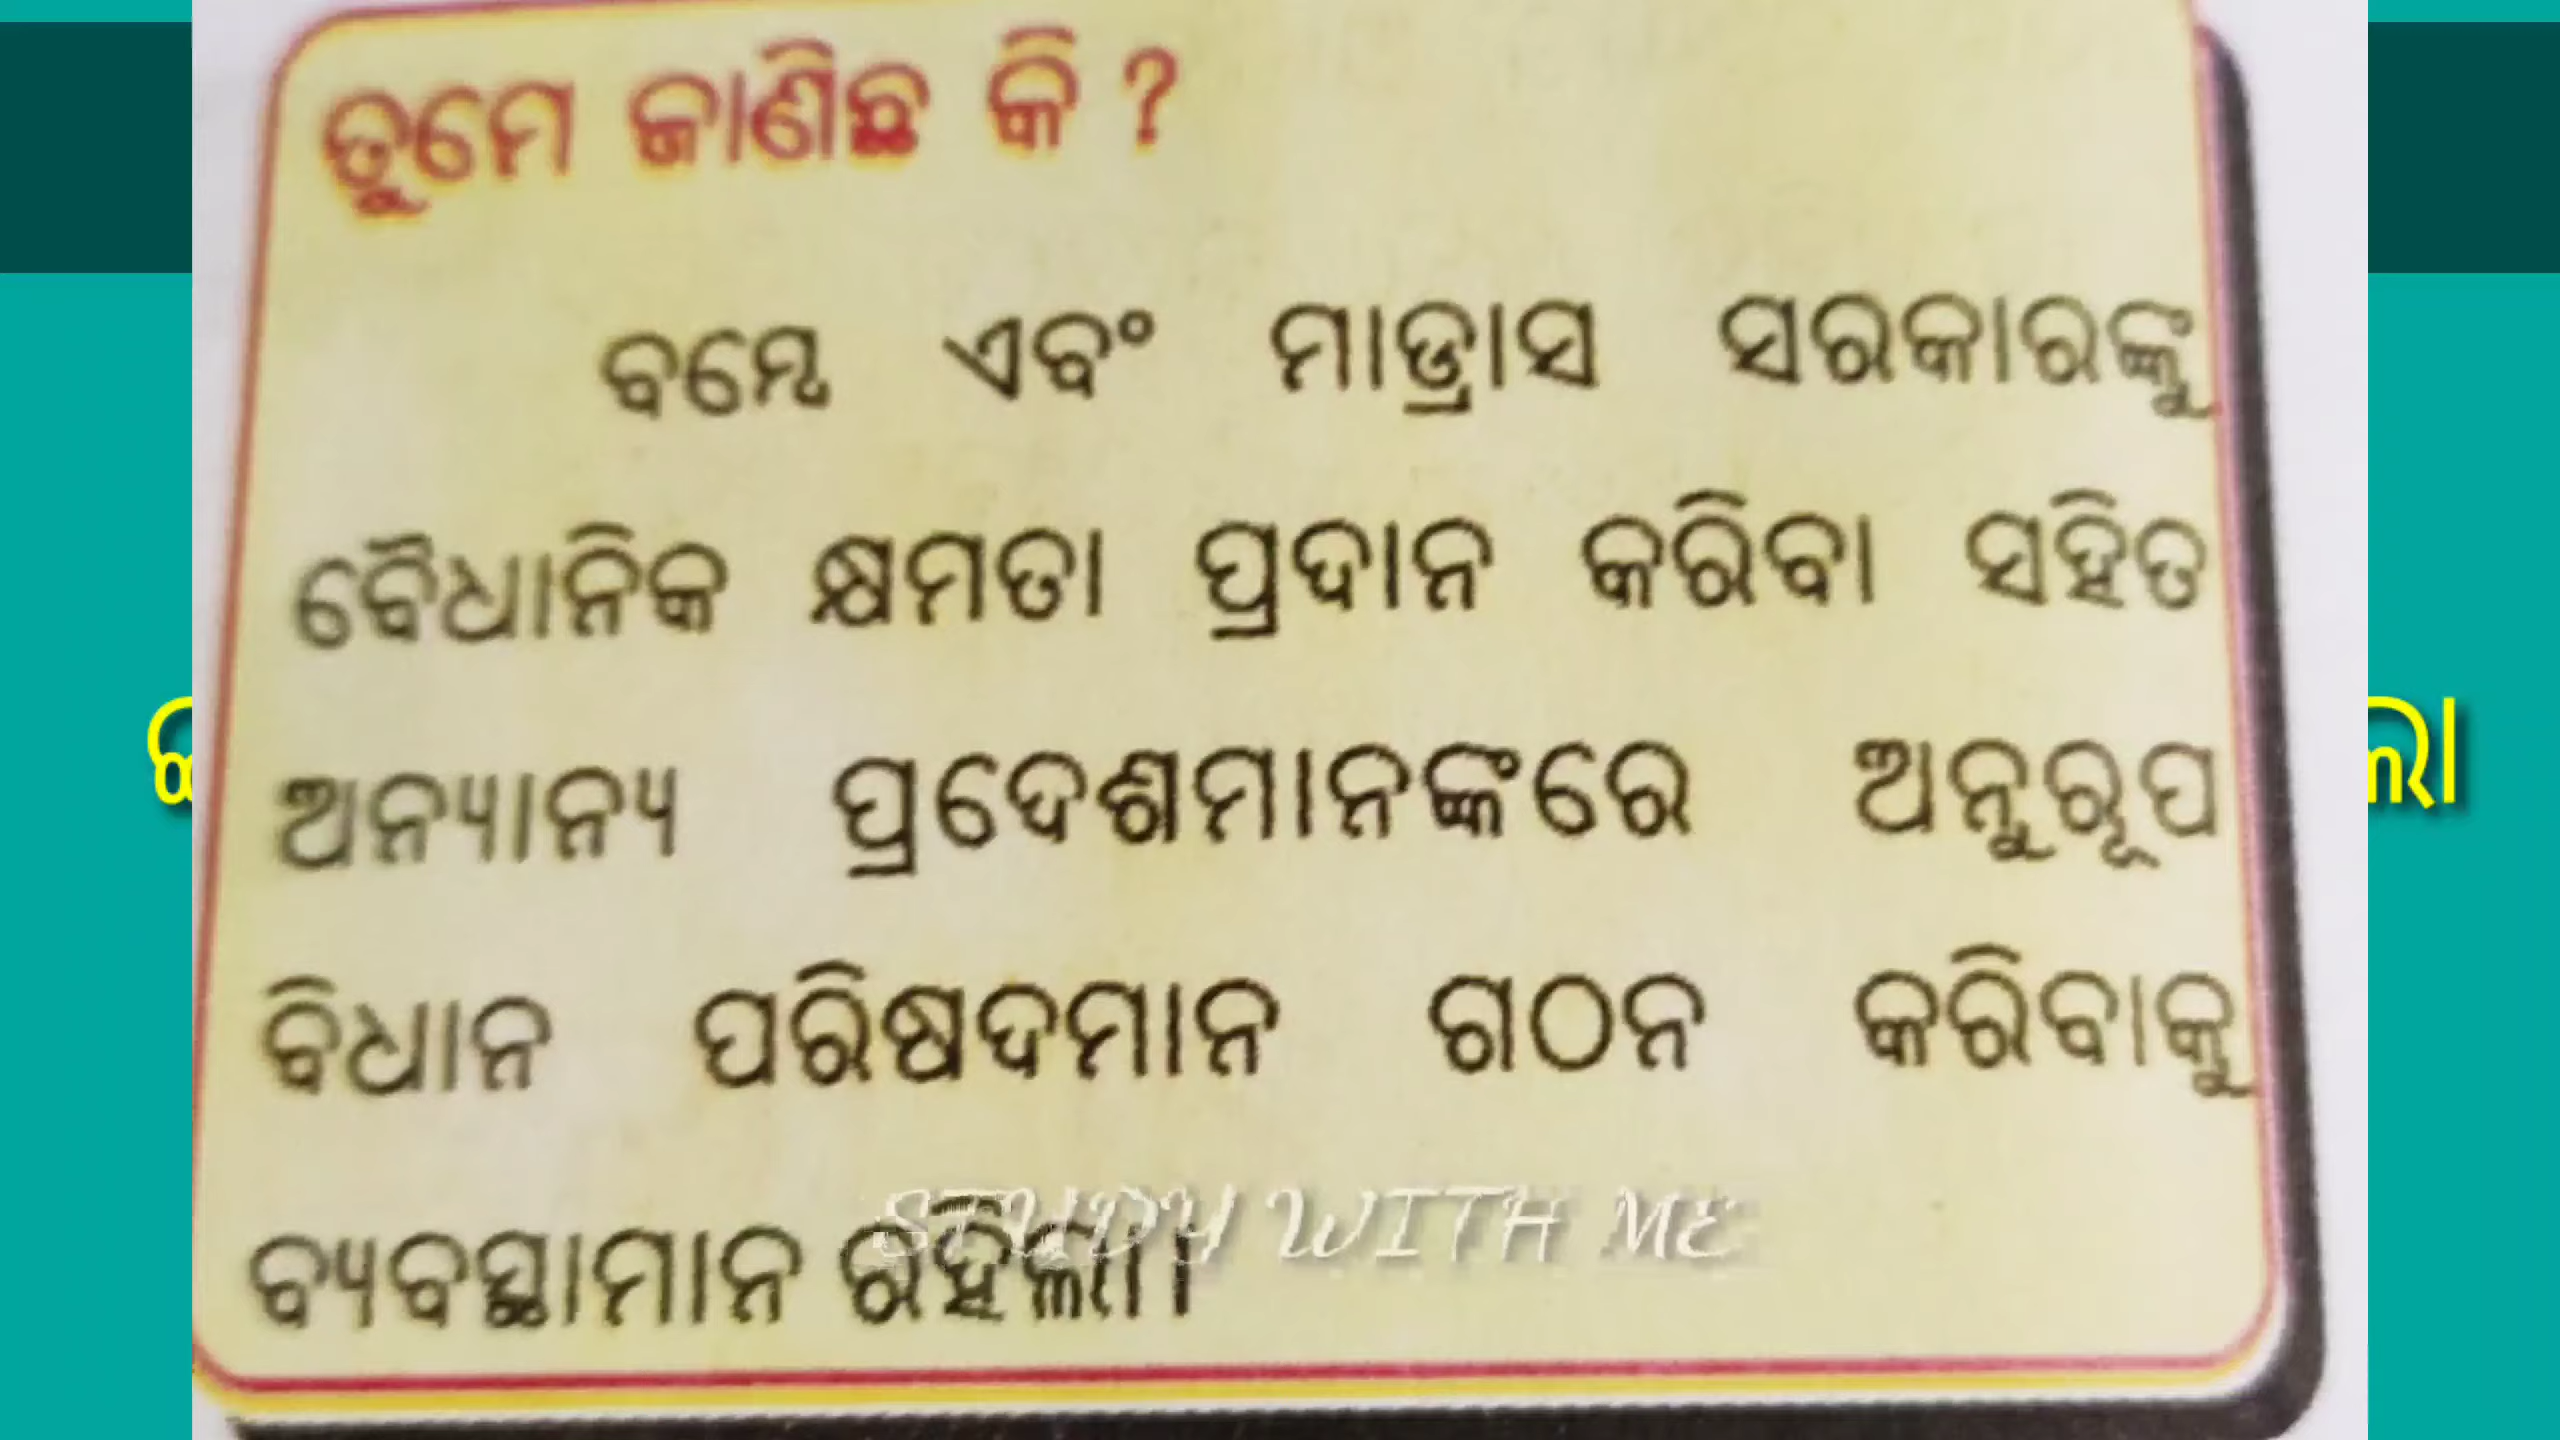 ତୁମେ ଜାଣିଛ କି ?
ବମ୍ବେ ଏବଂ ମାଡ୍ରାସ ସରକାରଙ୍କୁ
ବୈଧାନିକ କ୍ଷମତା ପ୍ରଦାନ କରିବା ସହିତ
ଅନ୍ୟାନ୍ୟ ପ୍ରଦେଶମାନଙ୍କରେ ଅନୁରୂପ
ବିଧାନ ପରିଷଦମାନ ଗଠନ କରିବାକୁ
ବ୍ୟବସ୍ଥାମାନ ରହିଲା ।
STUDY WITH ME